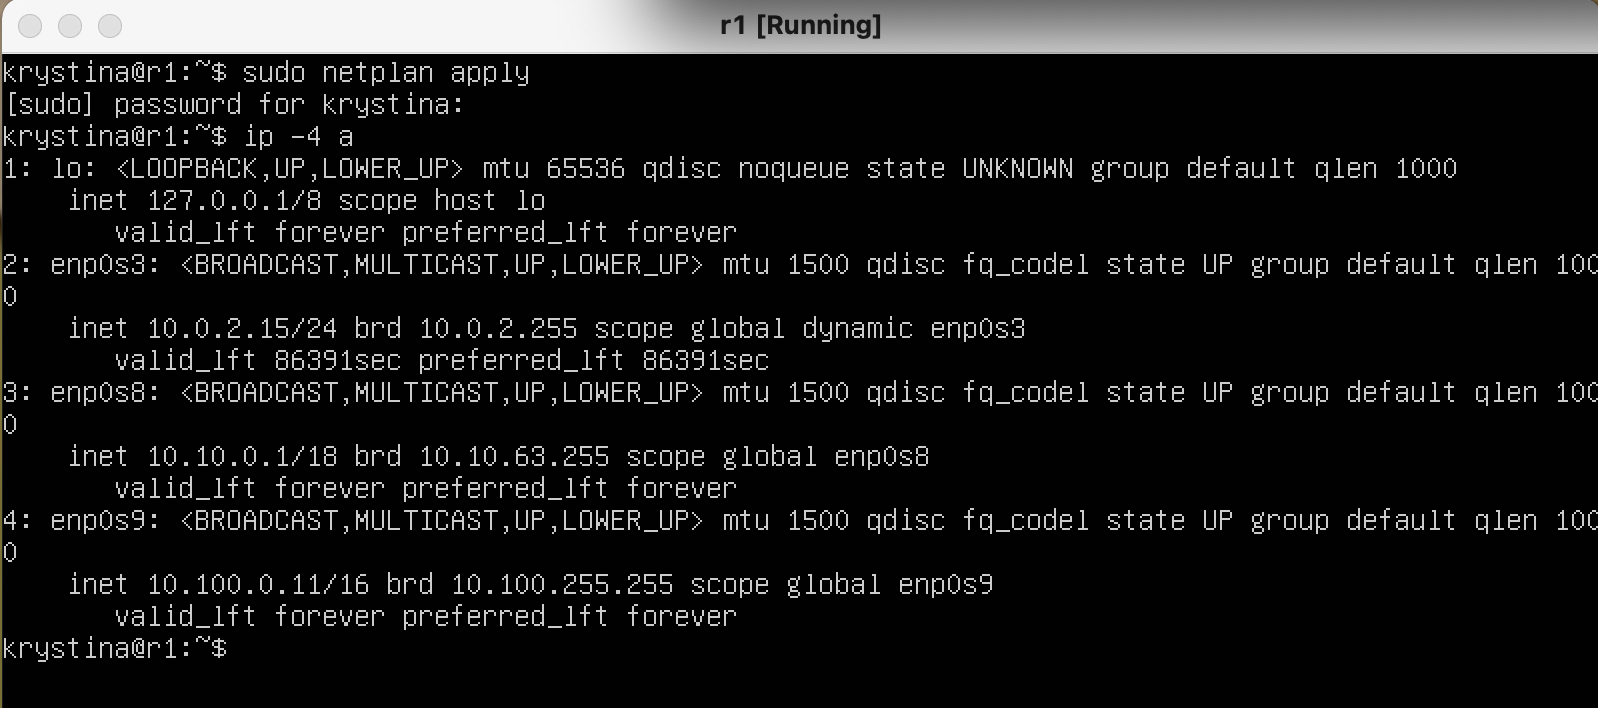 r1 [Running]
krystina@r1:~$ sudo netplan apply
[sudo] password for krystina:
krystina@r1:~$ ip -4 a
1: lo: <LOOPBACK,UP,LOWER_UP> mtu 65536 qdisc noqueue state UNKNOWN group default qlen 1000
    inet 127.0.0.1/8 scope host lo
       valid_lft forever preferred_lft forever
2: enp0s3: <BROADCAST,MULTICAST,UP,LOWER_UP> mtu 1500 qdisc fq_codel state UP group default qlen 100
0
    inet 10.0.2.15/24 brd 10.0.2.255 scope global dynamic enp0s3
       valid_lft 86391sec preferred_lft 86391sec
3: enp0s8: <BROADCAST,MULTICAST,UP,LOWER_UP> mtu 1500 qdisc fq_codel state UP group default qlen 100
0
    inet 10.10.0.1/18 brd 10.10.63.255 scope global enp0s8
       valid_lft forever preferred_lft forever
4: enp0s9: <BROADCAST,MULTICAST,UP,LOWER_UP> mtu 1500 qdisc fq_codel state UP group default qlen 100
0
    inet 10.100.0.11/16 brd 10.100.255.255 scope global enp0s9
       valid_lft forever preferred_lft forever
krystina@r1:~$